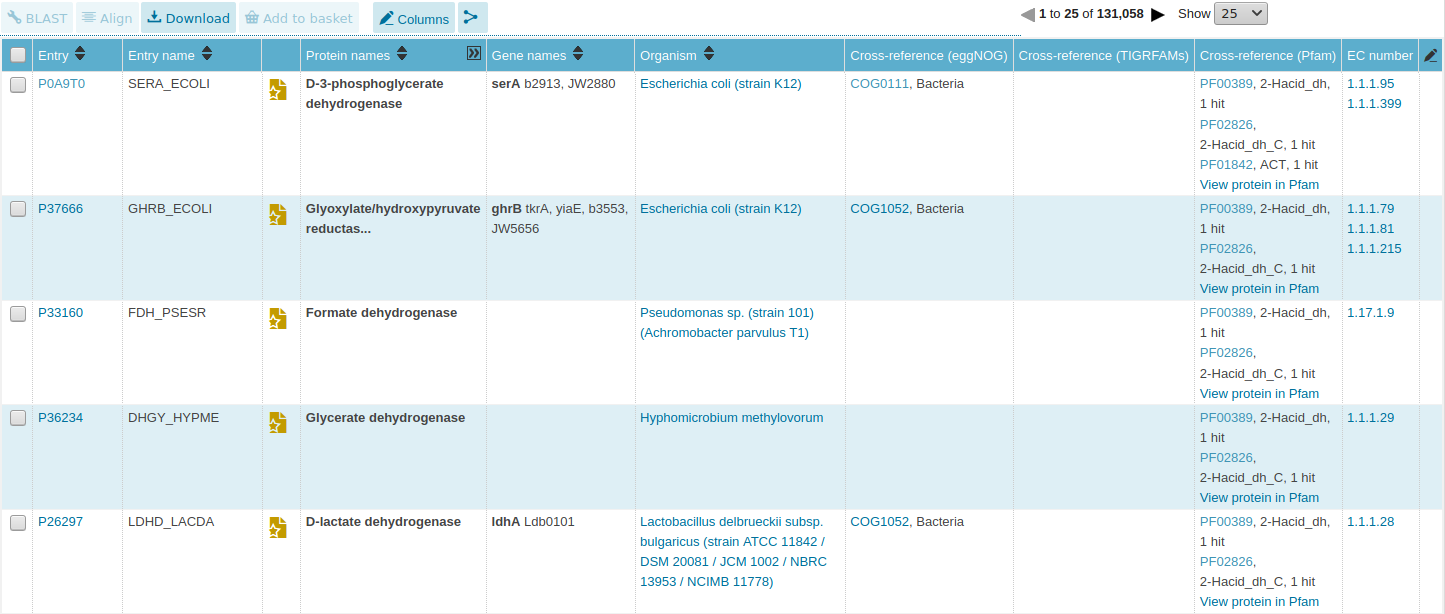 BLAST Align Download Add to basket Columns 1 to 25 of 131,058 Show 25
Entry Entry name Protein names Gene names Organism Cross-reference (eggNOG) Cross-reference (TIGRFAMs) Cross-reference (Pfam) EC number
P0A9T0 SERA_ECOLI D-3-phosphoglycerate serA b2913, JW2880 Escherichia coli (strain K12) COG0111, Bacteria PF00389, 2-Hacid_dh, 1.1.1.95
dehydrogenase 1 hit 1.1.1.399
PF02826,
2-Hacid_dh_C, 1 hit
PF01842, ACT, 1 hit
View protein in Pfam
P37666 GHRB_ECOLI Glyoxylate/hydroxypyruvate ghrB tkrA, yiaE, b3553, Escherichia coli (strain K12) COG1052, Bacteria PF00389, 2-Hacid_dh, 1.1.1.79
reductas... JW5656 1 hit 1.1.1.81
PF02826, 1.1.1.215
2-Hacid_dh_C, 1 hit
View protein in Pfam
P33160 FDH_PSESR Formate dehydrogenase Pseudomonas sp. (strain 101) PF00389, 2-Hacid_dh, 1.17.1.9
(Achromobacter parvulus T1) 1 hit
PF02826,
2-Hacid_dh_C, 1 hit
View protein in Pfam
P36234 DHGY_HYPME Glycerate dehydrogenase Hyphomicrobium methylovorum PF00389, 2-Hacid_dh, 1.1.1.29
1 hit
PF02826,
2-Hacid_dh_C, 1 hit
View protein in Pfam
P26297 LDHD_LACDA D-lactate dehydrogenase ldhA Ldb0101 Lactobacillus delbrueckii subsp. COG1052, Bacteria PF00389, 2-Hacid_dh, 1.1.1.28
bulgaricus (strain ATCC 11842 / 1 hit
DSM 20081 / JCM 1002 / NBRC PF02826,
13953 / NCIMB 11778) 2-Hacid_dh_C, 1 hit
View protein in Pfam